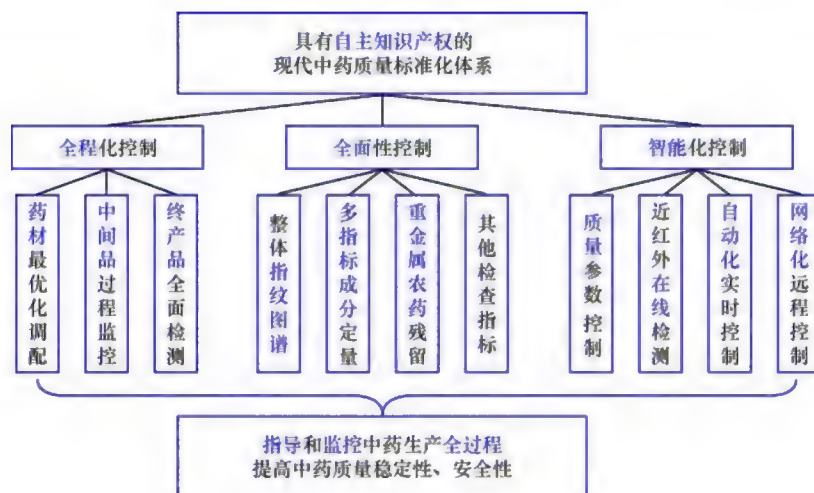 具有自主知识产权的
现代中药质量标准化体系
全程化控制
全面性控制
智能化控制
药材最优化调配
中间品过程监控
终产品全面检测
整体指纹图谱
多指标成分定量
重金属农药残留
其他检查指标
质量参数控制
近红外在线检测
自动化实时控制
网络化远程控制
指导和监控中药生产全过程
提高中药质量稳定性、安全性